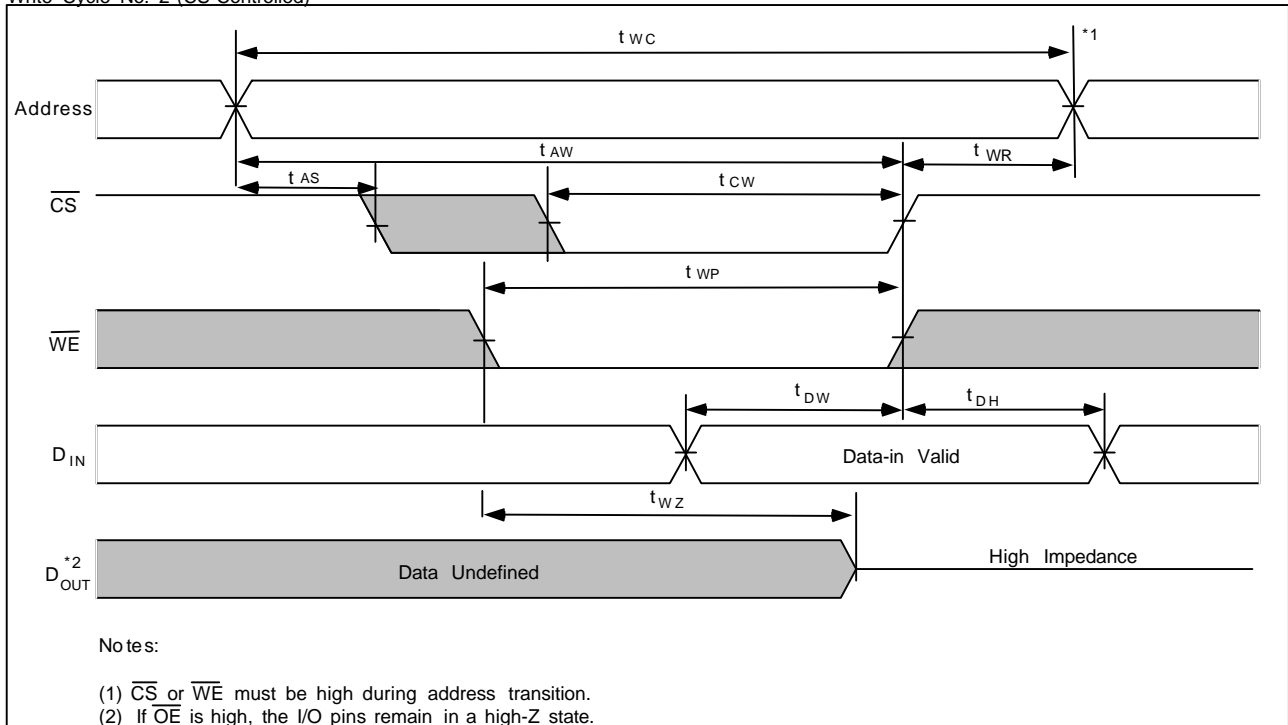 Write Cycle No. 2 (CS Controlled)
t WC
*1
Address
t AW
t WR
t AS
t CW
CS
t WP
WE
t DW
t DH
D IN
Data-in Valid
t WZ
D OUT *2
Data Undefined
High Impedance
Notes:
(1) CS or WE must be high during address transition.
(2) If OE is high, the I/O pins remain in a high-Z state.